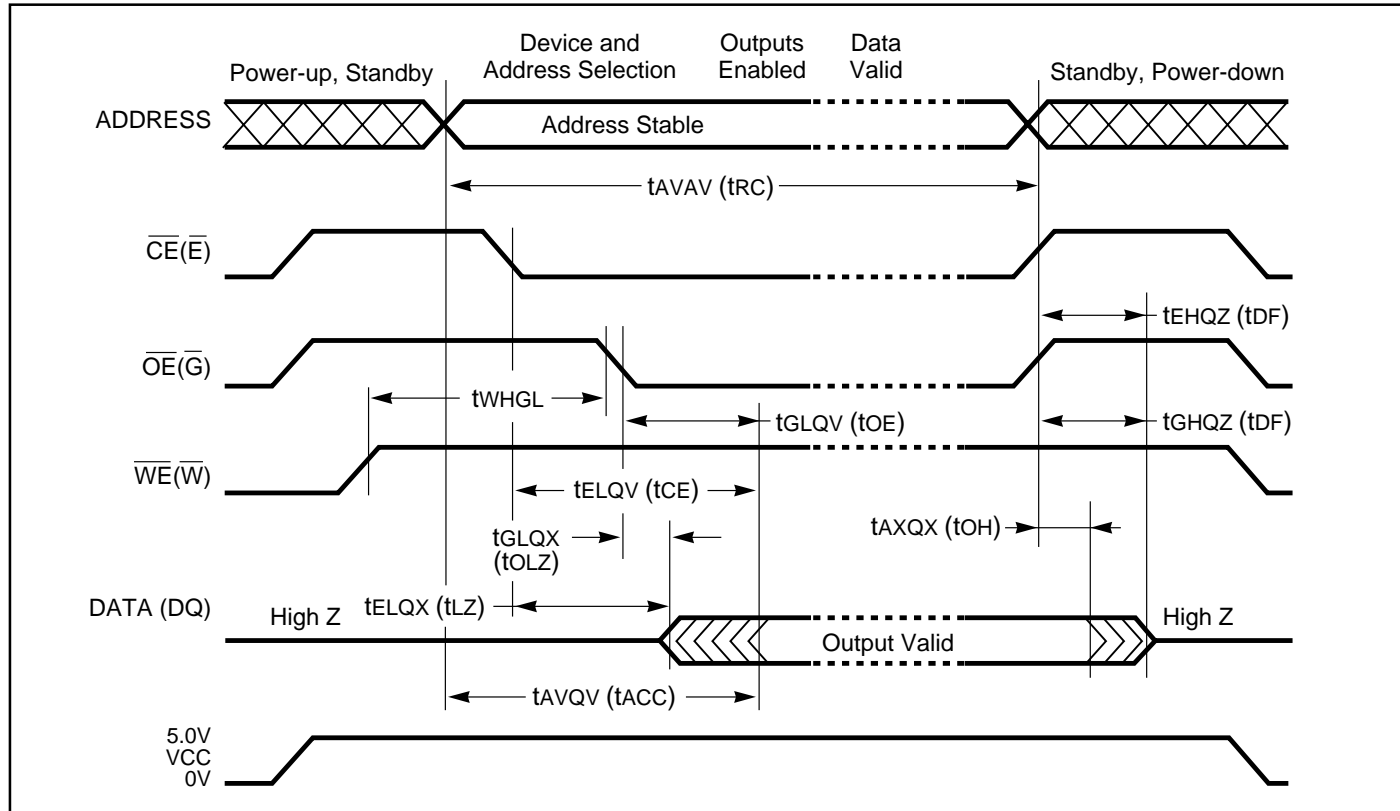 Device and
Address Selection
Outputs
Enabled
Data
Valid
Power-up, Standby
Standby, Power-down
ADDRESS
Address Stable
tAVAV (tRC)
CE(E)
tEHQZ (tDF)
OE(G)
tWHGL
tGLQV (tOE)
tGHQZ (tDF)
WE(W)
tELQV (tCE)
tGLQX
(tOLZ)
tAXQX (tOH)
tELQX (tLZ)
DATA (DQ)
High Z
Output Valid
High Z
tAVQV (tACC)
5.0V
VCC
0V